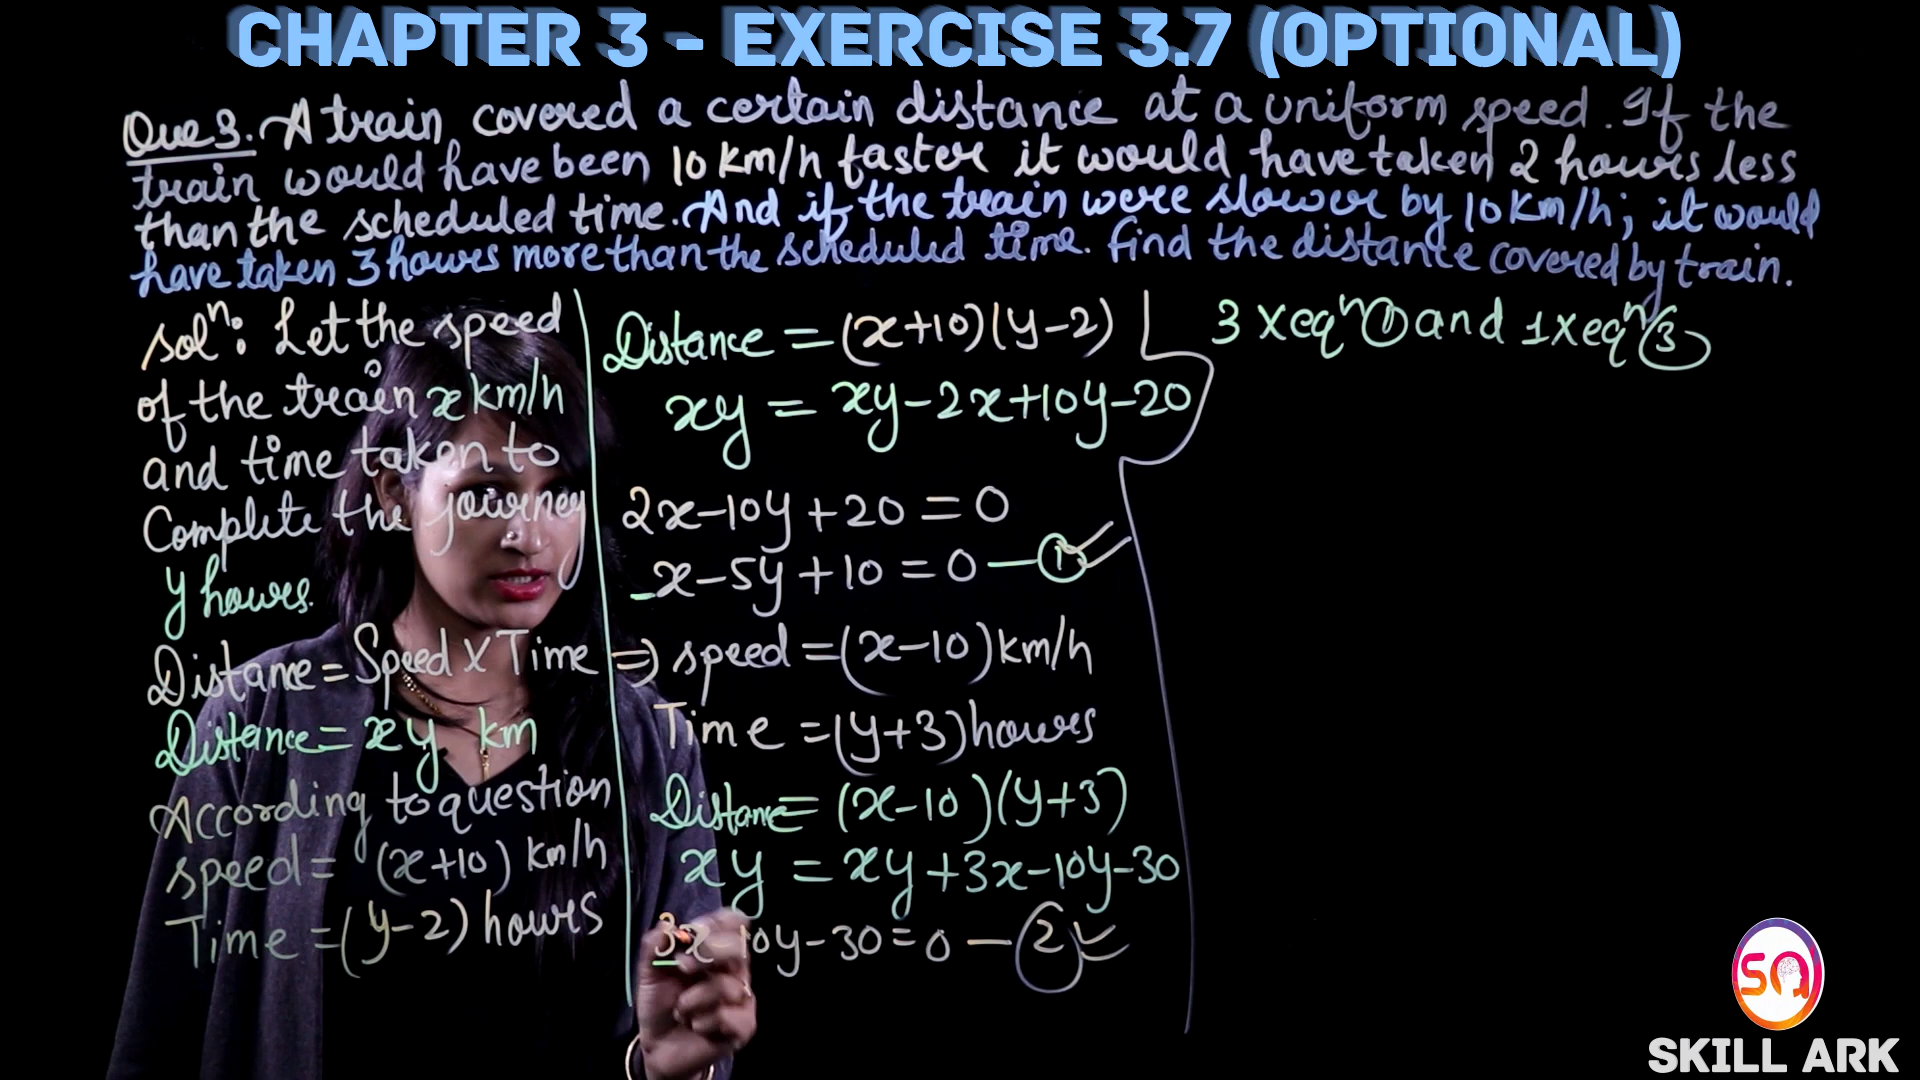 CHAPTER 3 - EXERCISE 3.7 (OPTIONAL)
Que 3. A train covered a certain distance at a uniform speed. If the
train would have been 10 km/h faster it would have taken 2 hours less
than the scheduled time. And if the train were slower by 10 km/h; it would
have taken 3 hours more than the scheduled time. find the distance covered by train.
solⁿ: Let the speed
of the train x km/h
and time taken to
Complete the journey
y hours.
Distance = Speed X Time
Distance = xy km
According to question
speed = (x+10) km/h
Time = (y-2) hours
Distance = (x+10)(y-2)
xy = xy-2x+10y-20
2x-10y+20=0
x-5y+10=0 — ①
⇒ speed = (x-10) km/h
Time = (y+3) hours
Distance = (x-10)(y+3)
xy = xy+3x-10y-30
3x-10y-30=0 — ②
3 X eqⁿ ① and 1 X eqⁿ ③
SA
SKILL ARK